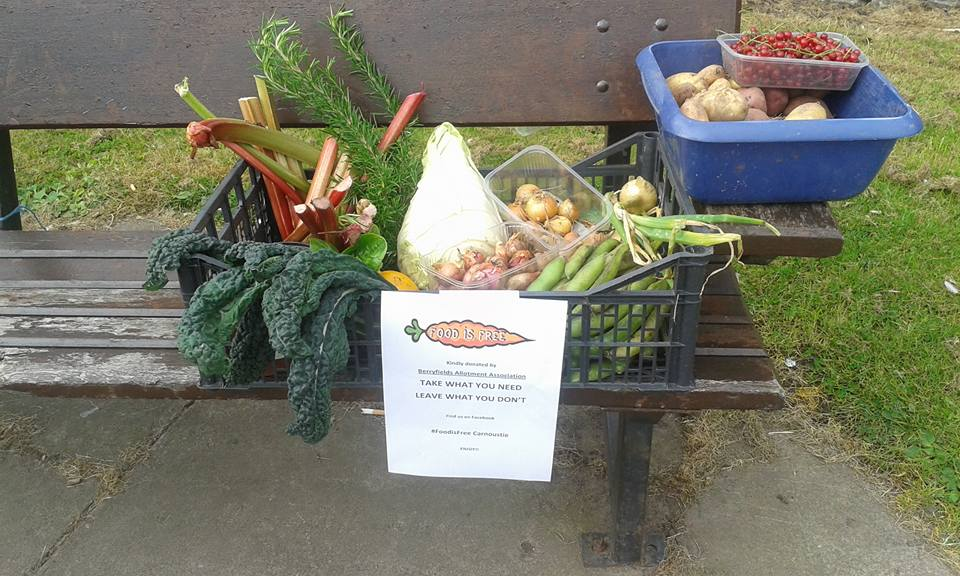 FOOD IS FREE
Kindly donated by
Berryfields Allotment Association
TAKE WHAT YOU NEED
LEAVE WHAT YOU DON'T
Find us on Facebook
#FoodisFree Carnoustie
ENJOY!!